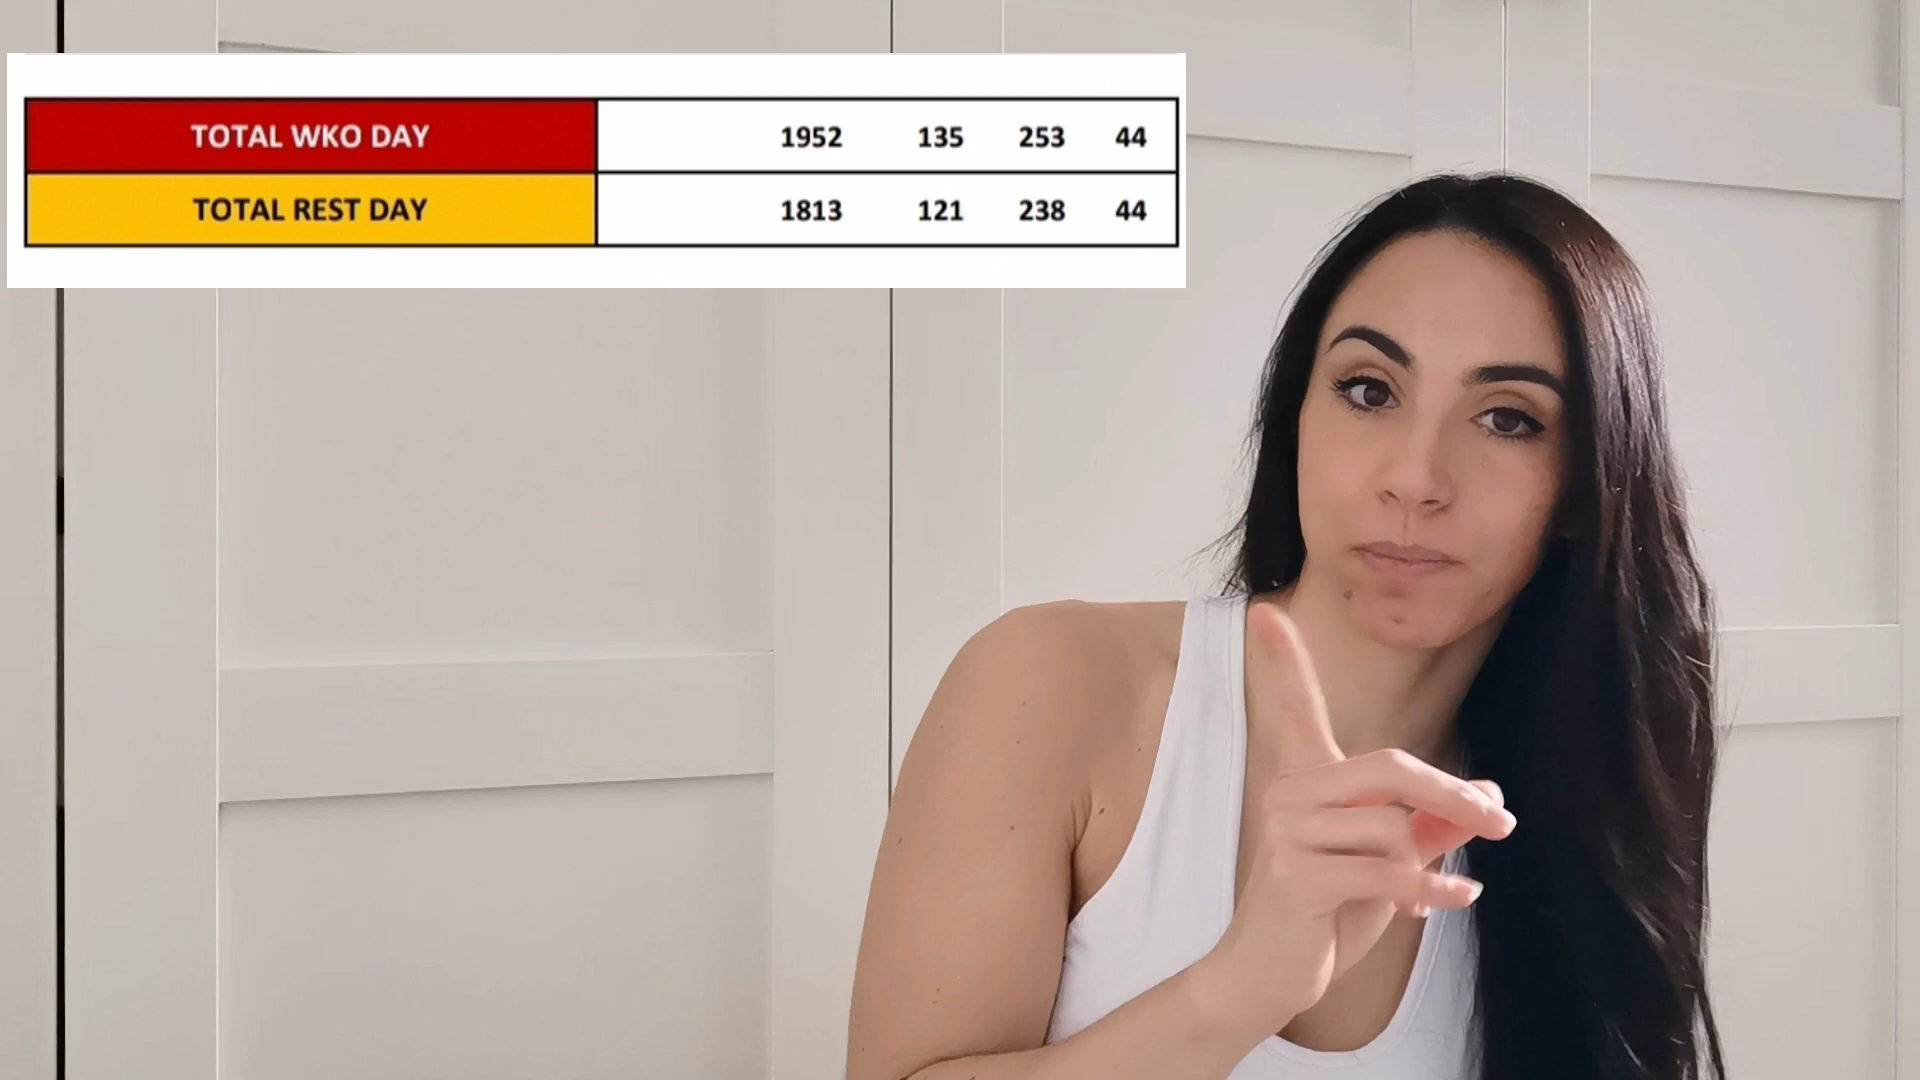 TOTAL WKO DAY 1952 135 253 44
TOTAL REST DAY 1813 121 238 44